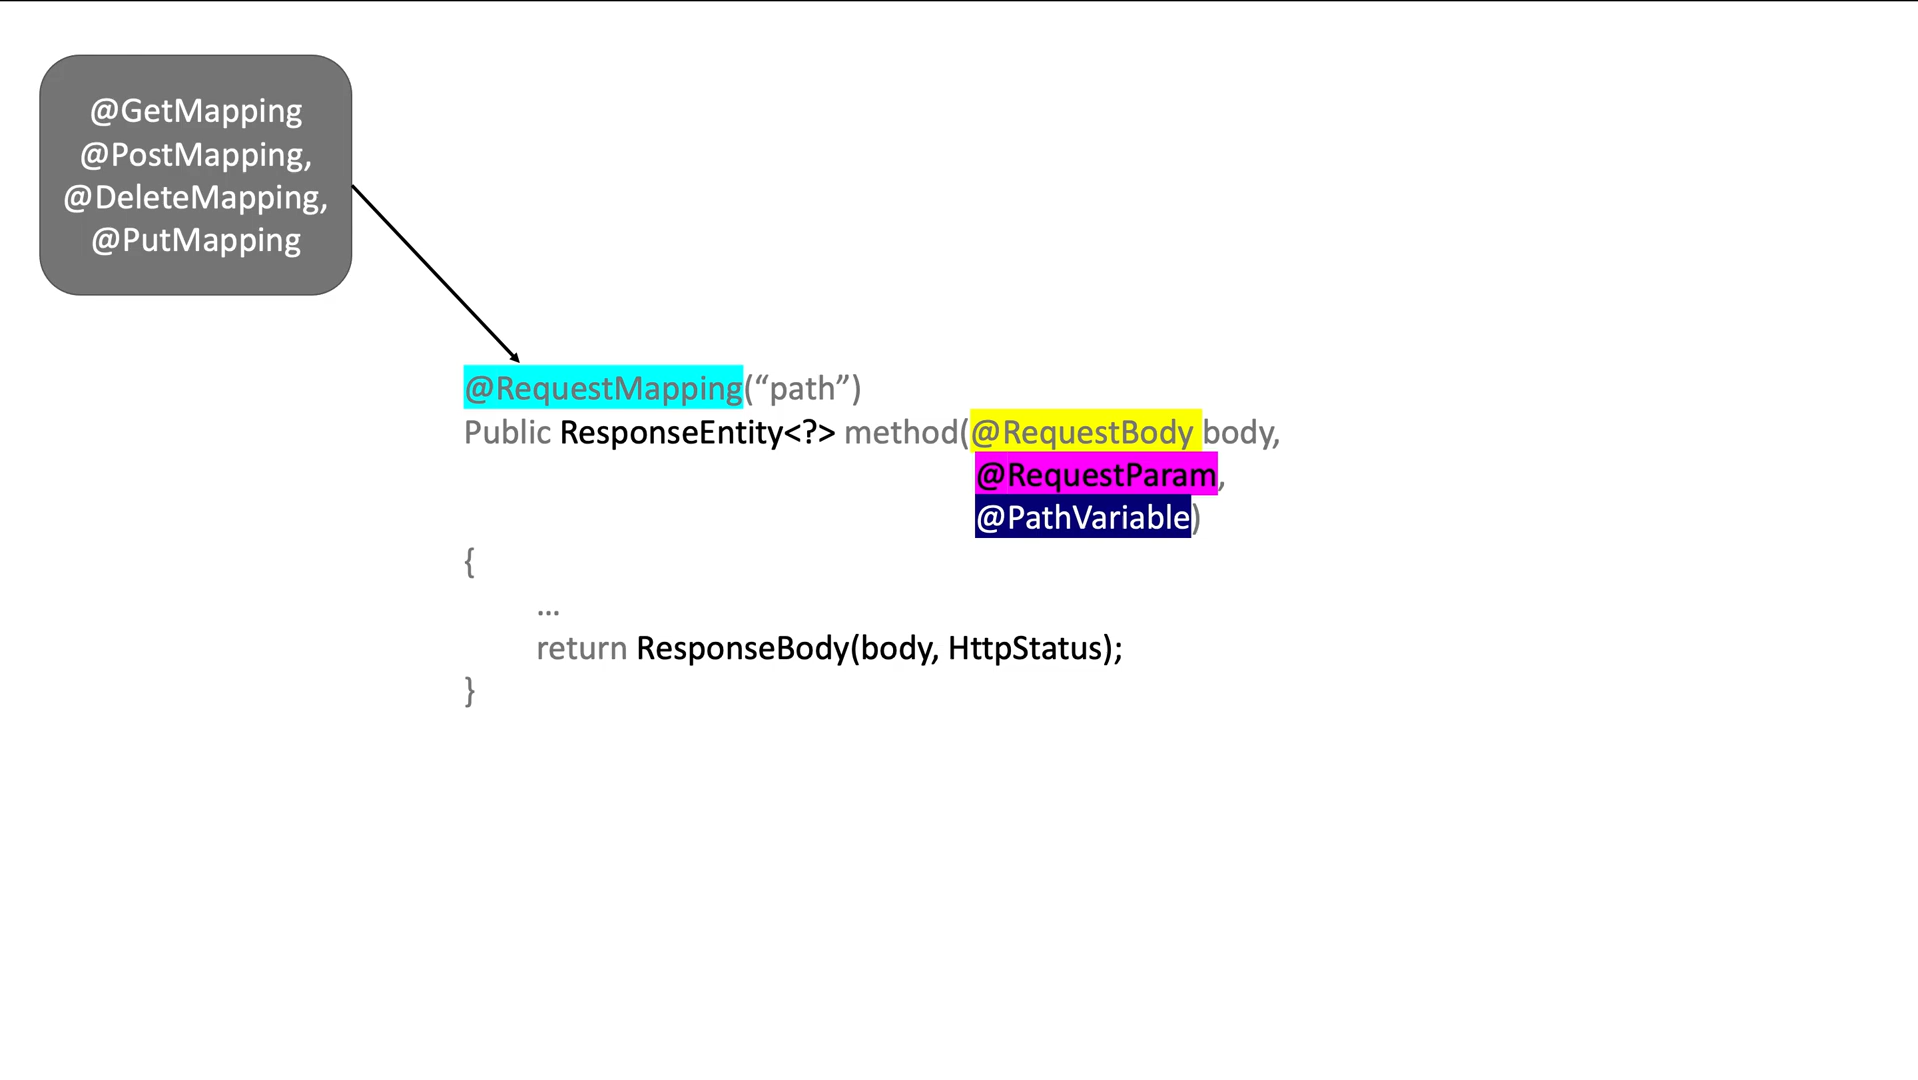 @GetMapping
@PostMapping,
@DeleteMapping,
@PutMapping
@RequestMapping(“path”)
Public ResponseEntity<?> method(@RequestBody body,
@RequestParam,
@PathVariable)
{
...
return ResponseBody(body, HttpStatus);
}